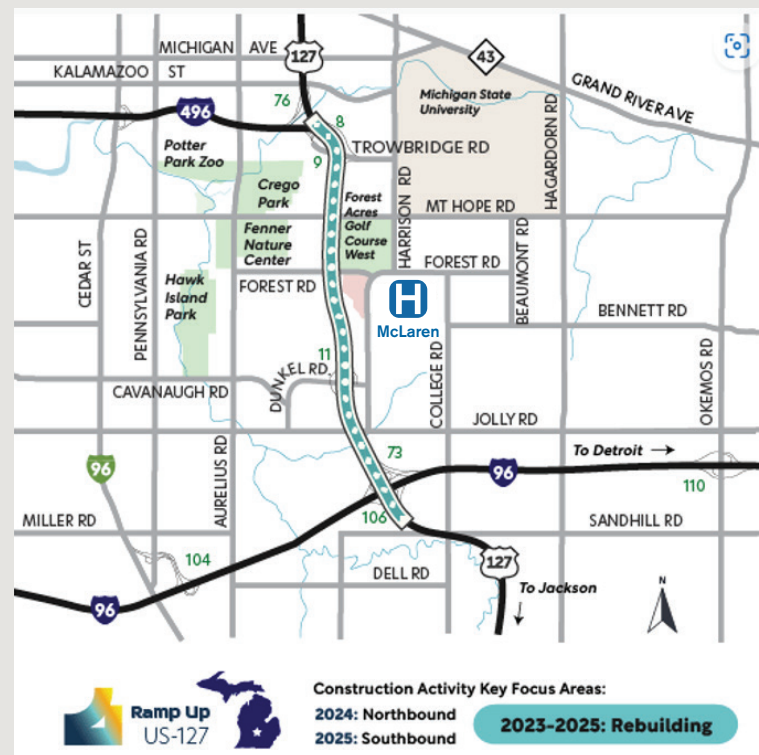 MICHIGAN AVE
127
43
KALAMAZOO ST
GRAND RIVER AVE
76
Michigan State
University
496
8
HAGARDORN RD
TROWBRIDGE RD
Potter
Park Zoo
9
Crego
Park
Forest
Acres
Golf
Course
West
HARRISON RD
MT HOPE RD
Fenner
Nature
Center
CEDAR ST
PENNSYLVANIA RD
FOREST RD
BEAUMONT RD
Hawk
Island
Park
FOREST RD
H
McLaren
BENNETT RD
11
DUNKEL RD
COLLEGE RD
OKEMOS RD
CAVANAUGH RD
JOLLY RD
AURELIUS RD
73
To Detroit
96
96
110
106
MILLER RD
SANDHILL RD
104
127
DELL RD
To Jackson
N
96
Ramp Up
US-127
Construction Activity Key Focus Areas:
2024: Northbound
2025: Southbound
2023-2025: Rebuilding